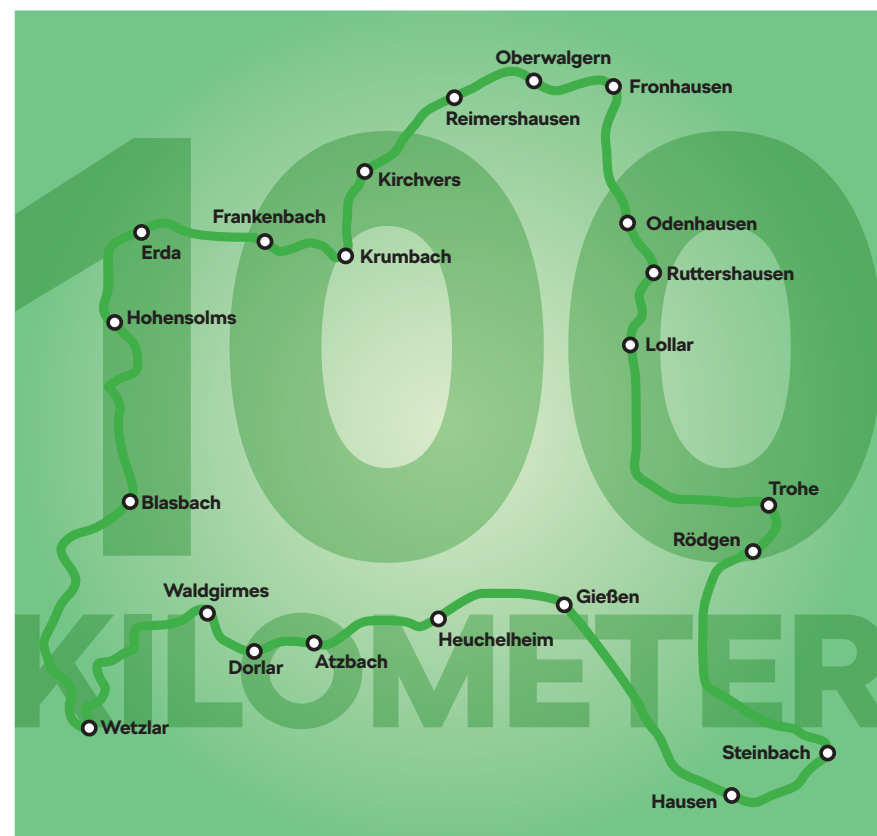 Oberwalgern
Fronhausen
Reimershausen
Kirchvers
Frankenbach
Odenhausen
Erda
Krumbach
Ruttershausen
Hohensolms
Lollar
100
Trohe
Blasbach
Rödgen
Waldgirmes
Gießen
Heuchelheim
Dorlar
Atzbach
KILOMETER
Wetzlar
Steinbach
Hausen